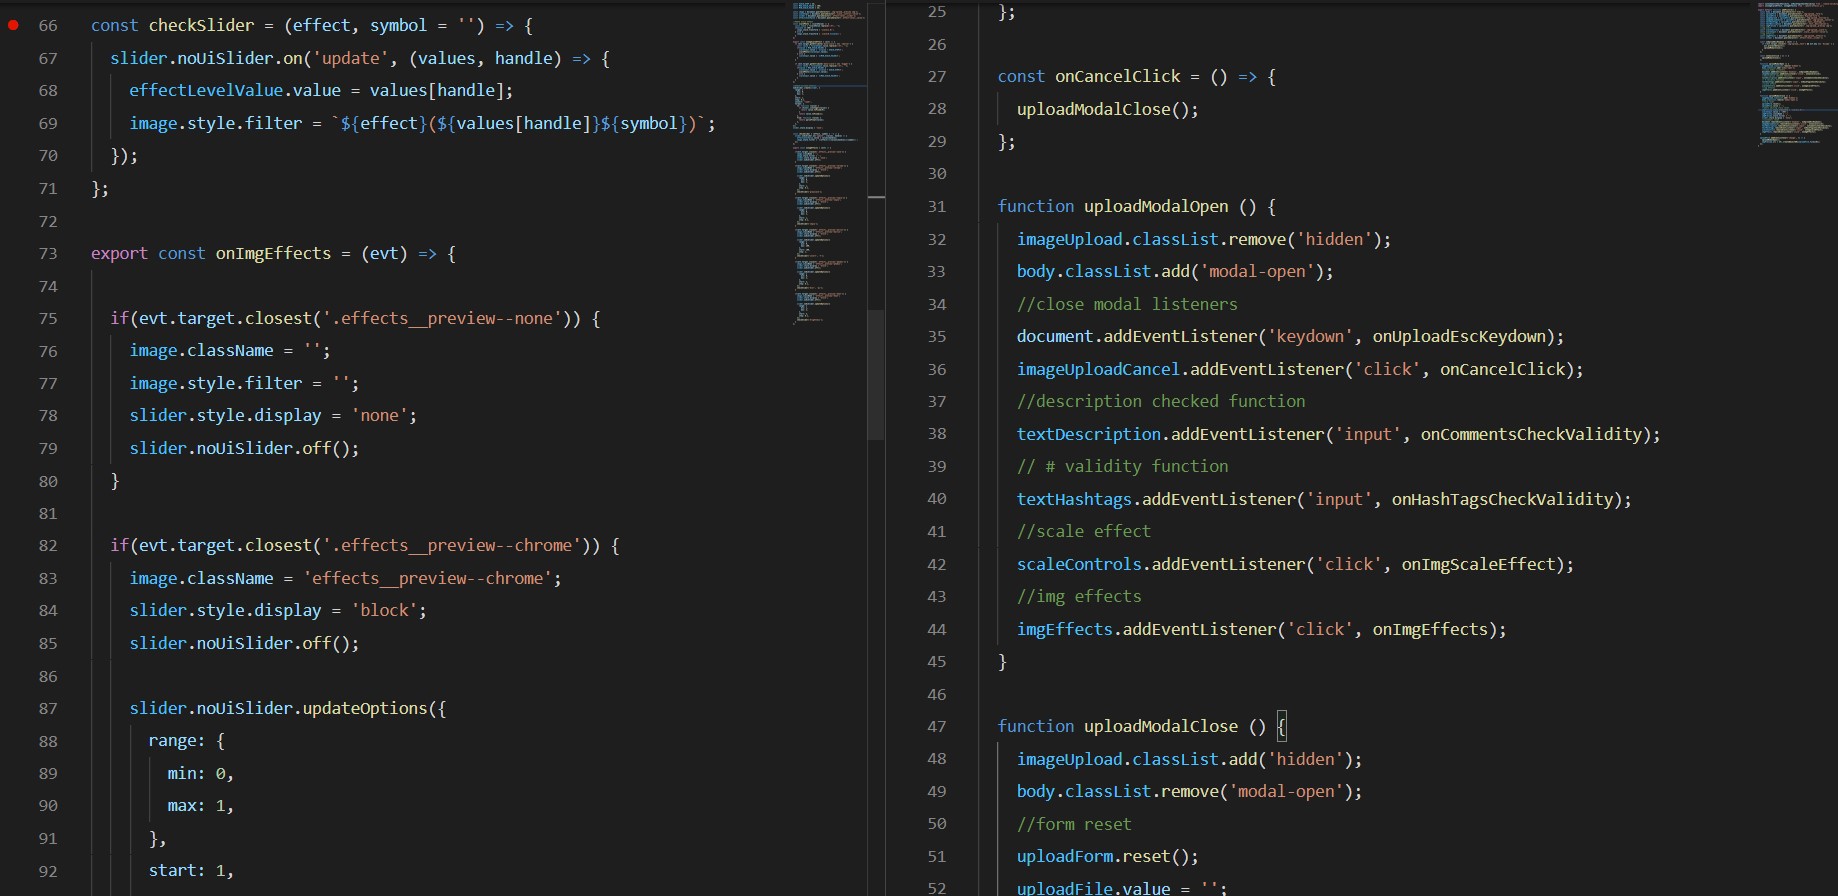 66 const checkSlider = (effect, symbol = '') => {
67 slider.noUiSlider.on('update', (values, handle) => {
68 effectLevelValue.value = values[handle];
69 image.style.filter = `${effect}(${values[handle]}${symbol})`;
70 });
71 };
72
73 export const onImgEffects = (evt) => {
74
75 if(evt.target.closest('.effects__preview--none')) {
76 image.className = '';
77 image.style.filter = '';
78 slider.style.display = 'none';
79 slider.noUiSlider.off();
80 }
81
82 if(evt.target.closest('.effects__preview--chrome')) {
83 image.className = 'effects__preview--chrome';
84 slider.style.display = 'block';
85 slider.noUiSlider.off();
86
87 slider.noUiSlider.updateOptions({
88 range: {
89 min: 0,
90 max: 1,
91 },
92 start: 1,
25 };
26
27 const onCancelClick = () => {
28 uploadModalClose();
29 };
30
31 function uploadModalOpen () {
32 imageUpload.classList.remove('hidden');
33 body.classList.add('modal-open');
34 //close modal listeners
35 document.addEventListener('keydown', onUploadEscKeydown);
36 imageUploadCancel.addEventListener('click', onCancelClick);
37 //description checked function
38 textDescription.addEventListener('input', onCommentsCheckValidity);
39 // # validity function
40 textHashtags.addEventListener('input', onHashTagsCheckValidity);
41 //scale effect
42 scaleControls.addEventListener('click', onImgScaleEffect);
43 //img effects
44 imgEffects.addEventListener('click', onImgEffects);
45 }
46
47 function uploadModalClose () {
48 imageUpload.classList.add('hidden');
49 body.classList.remove('modal-open');
50 //form reset
51 uploadForm.reset();
52 uploadFile.value = '';